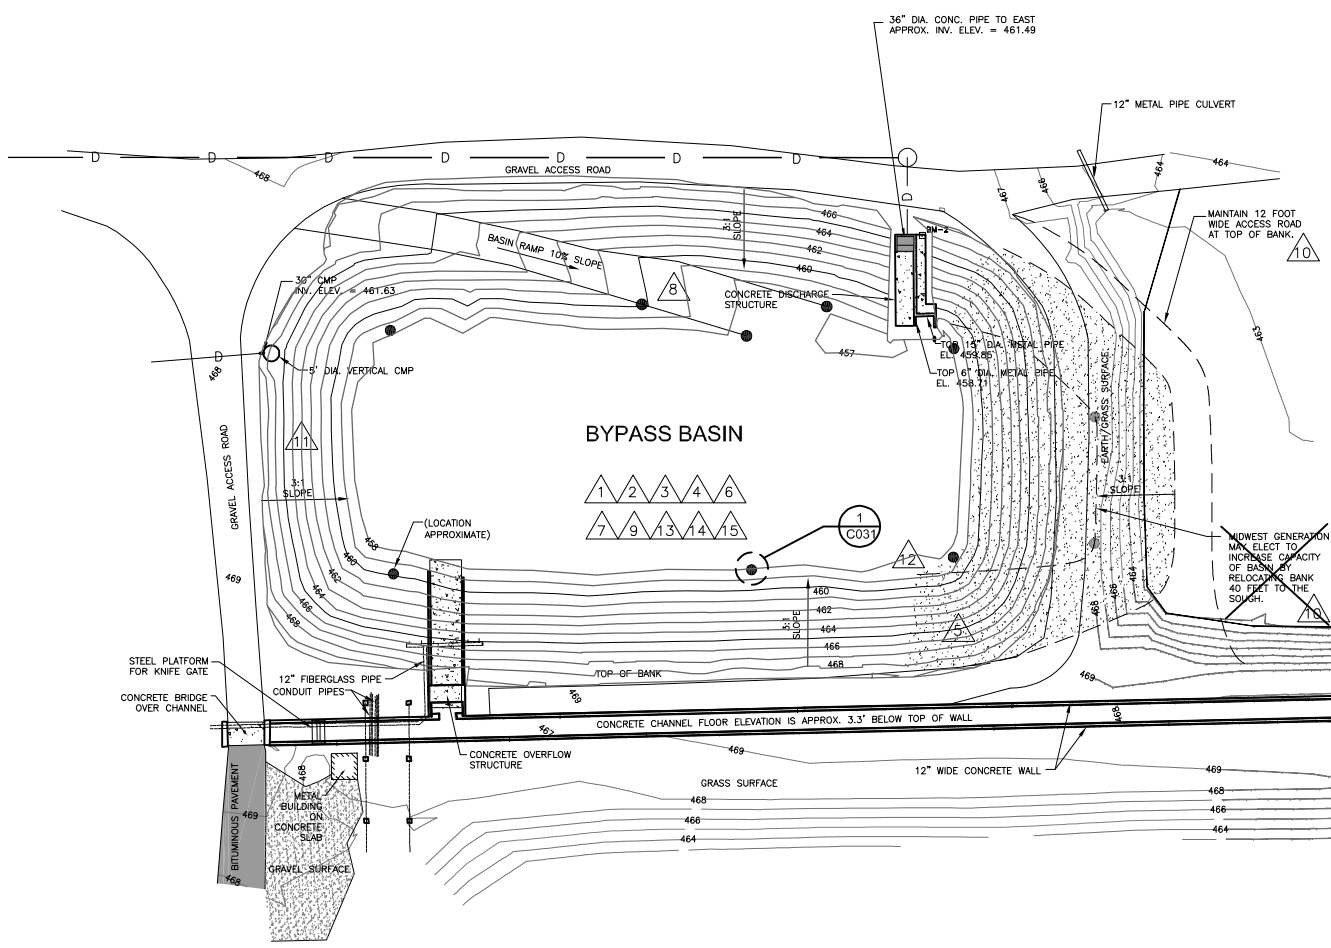 36" DIA. CONC. PIPE TO EAST
APPROX. INV. ELEV. = 461.49
12" METAL PIPE CULVERT
D
D
D
D
D
D
D
GRAVEL ACCESS ROAD
468
464
464
467
466
D
MAINTAIN 12 FOOT
WIDE ACCESS ROAD
AT TOP OF BANK.
10
3:1
SLOPE
466
464
462
460
BM-2
BASIN RAMP 10% SLOPE
8
30" CMP
INV. ELEV. = 461.63
CONCRETE DISCHARGE
STRUCTURE
463
TOP 15" DIA. METAL PIPE
EL. 459.85
457
D
468
5' DIA. VERTICAL CMP
TOP 6" DIA. METAL PIPE
EL. 458.71
EARTH/GRASS SURFACE
BYPASS BASIN
11
GRAVEL ACCESS ROAD
3:1
SLOPE
3:1
SLOPE
1
2
3
4
6
7
9
13
14
15
(LOCATION
APPROXIMATE)
1
C031
12
MIDWEST GENERATION
MAY ELECT TO
INCREASE CAPACITY
OF BASIN BY
RELOCATING BANK
40 FEET TO THE
SOUGH.
10
458
460
462
464
466
468
469
460
462
464
466
468
3:1
SLOPE
5
464
466
468
STEEL PLATFORM
FOR KNIFE GATE
12" FIBERGLASS PIPE
CONDUIT PIPES
TOP OF BANK
469
469
CONCRETE BRIDGE
OVER CHANNEL
467
CONCRETE CHANNEL FLOOR ELEVATION IS APPROX. 3.3' BELOW TOP OF WALL
468
CONCRETE OVERFLOW
STRUCTURE
469
12" WIDE CONCRETE WALL
469
468
GRASS SURFACE
468
468
METAL
BUILDING
ON
CONCRETE
SLAB
469
466
466
464
464
BITUMINOUS PAVEMENT
GRAVEL SURFACE
468